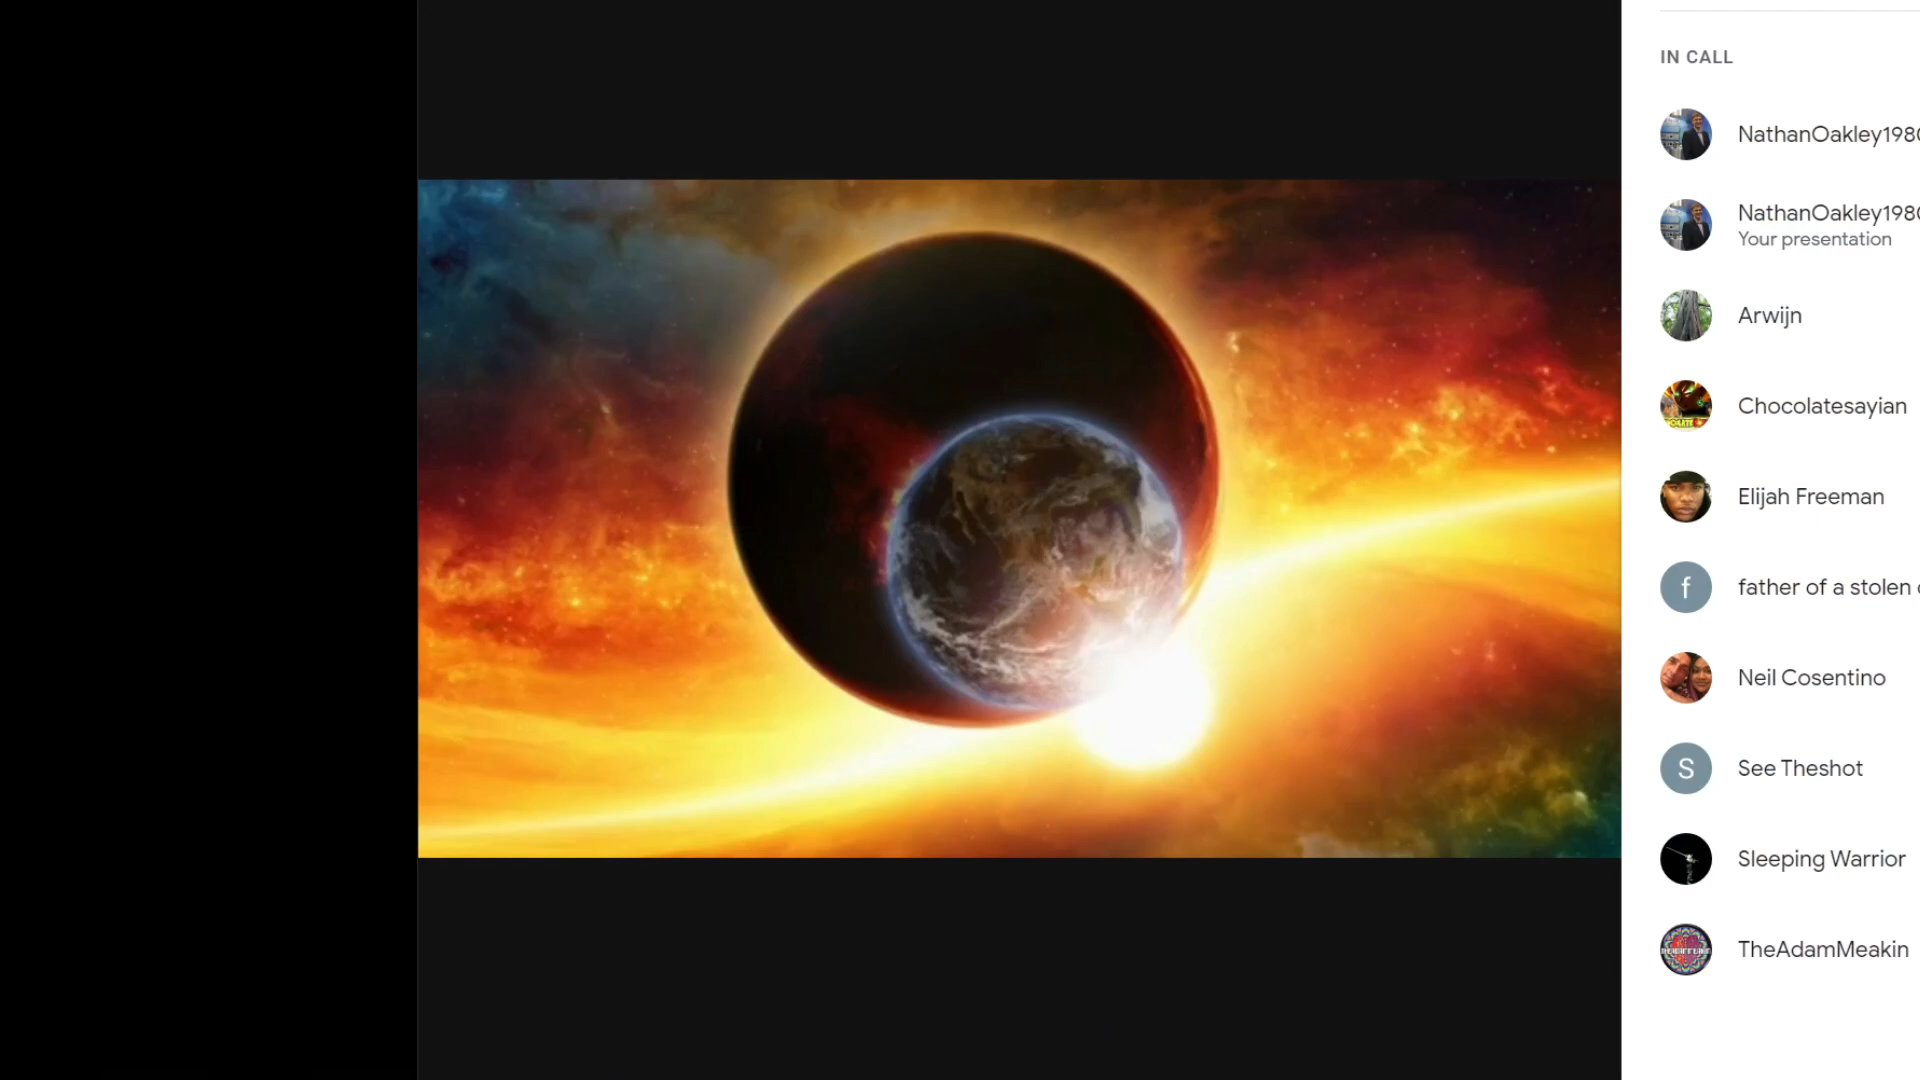 IN CALL
NathanOakley198
NathanOakley198
Your presentation
Arwijn
Chocolatesayian
Elijah Freeman
f father of a stolen
Neil Cosentino
S See Theshot
Sleeping Warrior
TheAdamMeakin